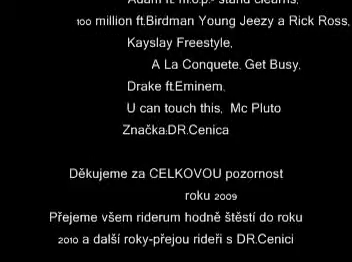 Adam ft. m.o.p.- stand clearns,
100 million ft.Birdman Young Jeezy a Rick Ross,
Kayslay Freestyle,
A La Conquete, Get Busy,
Drake ft.Eminem,
U can touch this, Mc Pluto
Značka:DR.Cenica
Děkujeme za CELKOVOU pozornost
roku 2009
Přejeme všem riderum hodně štěstí do roku
2010 a další roky-přejou rideři s DR.Cenici